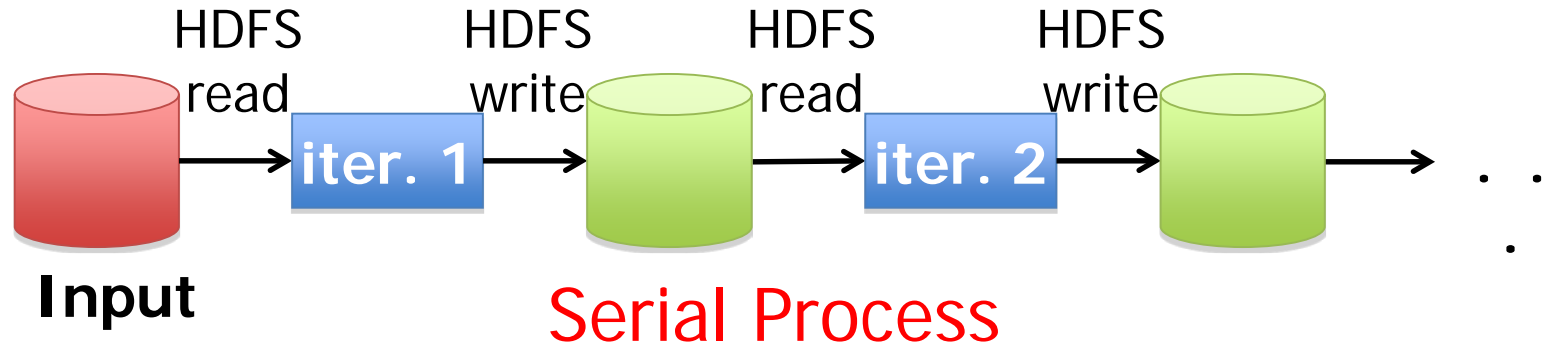 HDFS read
HDFS write
HDFS read
HDFS write
iter. 1
iter. 2
. . .
Input
Serial Process